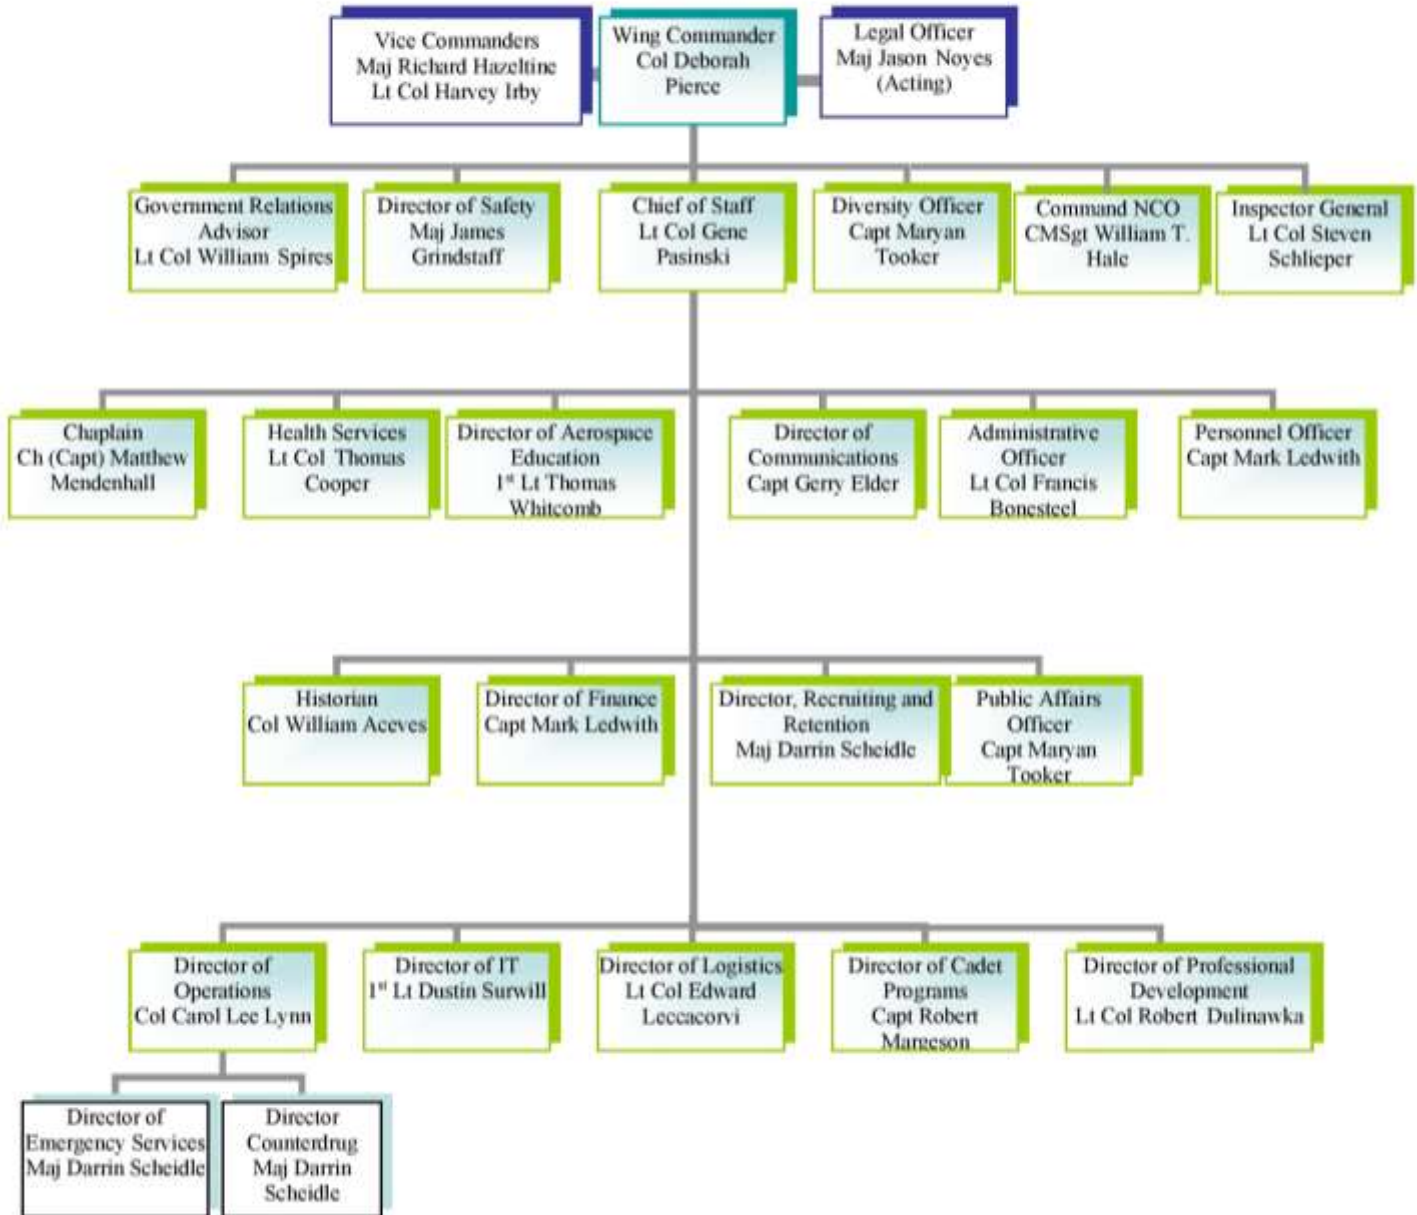 Vice Commanders
Maj Richard Hazeltine
Lt Col Harvey Irby
Wing Commander
Col Deborah
Pierce
Legal Officer
Maj Jason Noyes
(Acting)
Government Relations
Advisor
Lt Col William Spires
Director of Safety
Maj James
Grindstaff
Chief of Staff
Lt Col Gene
Pasinski
Diversity Officer
Capt Maryan
Tooker
Command NCO
CMSgt William T.
Hale
Inspector General
Lt Col Steven
Schlieper
Chaplain
Ch (Capt) Matthew
Mendenhall
Health Services
Lt Col Thomas
Cooper
Director of Aerospace
Education
1st Lt Thomas
Whitcomb
Director of
Communications
Capt Gerry Elder
Administrative
Officer
Lt Col Francis
Bonesteel
Personnel Officer
Capt Mark Ledwith
Historian
Col William Aceves
Director of Finance
Capt Mark Ledwith
Director, Recruiting and
Retention
Maj Darrin Scheidle
Public Affairs
Officer
Capt Maryan
Tooker
Director of
Operations
Col Carol Lee Lynn
Director of IT
1st Lt Dustin Surwill
Director of Logistics
Lt Col Edward
Leccacorvi
Director of Cadet
Programs
Capt Robert
Margeson
Director of Professional
Development
Lt Col Robert Dulinawka
Director of
Emergency Services
Maj Darrin Scheidle
Director
Counterdrug
Maj Darrin
Scheidle